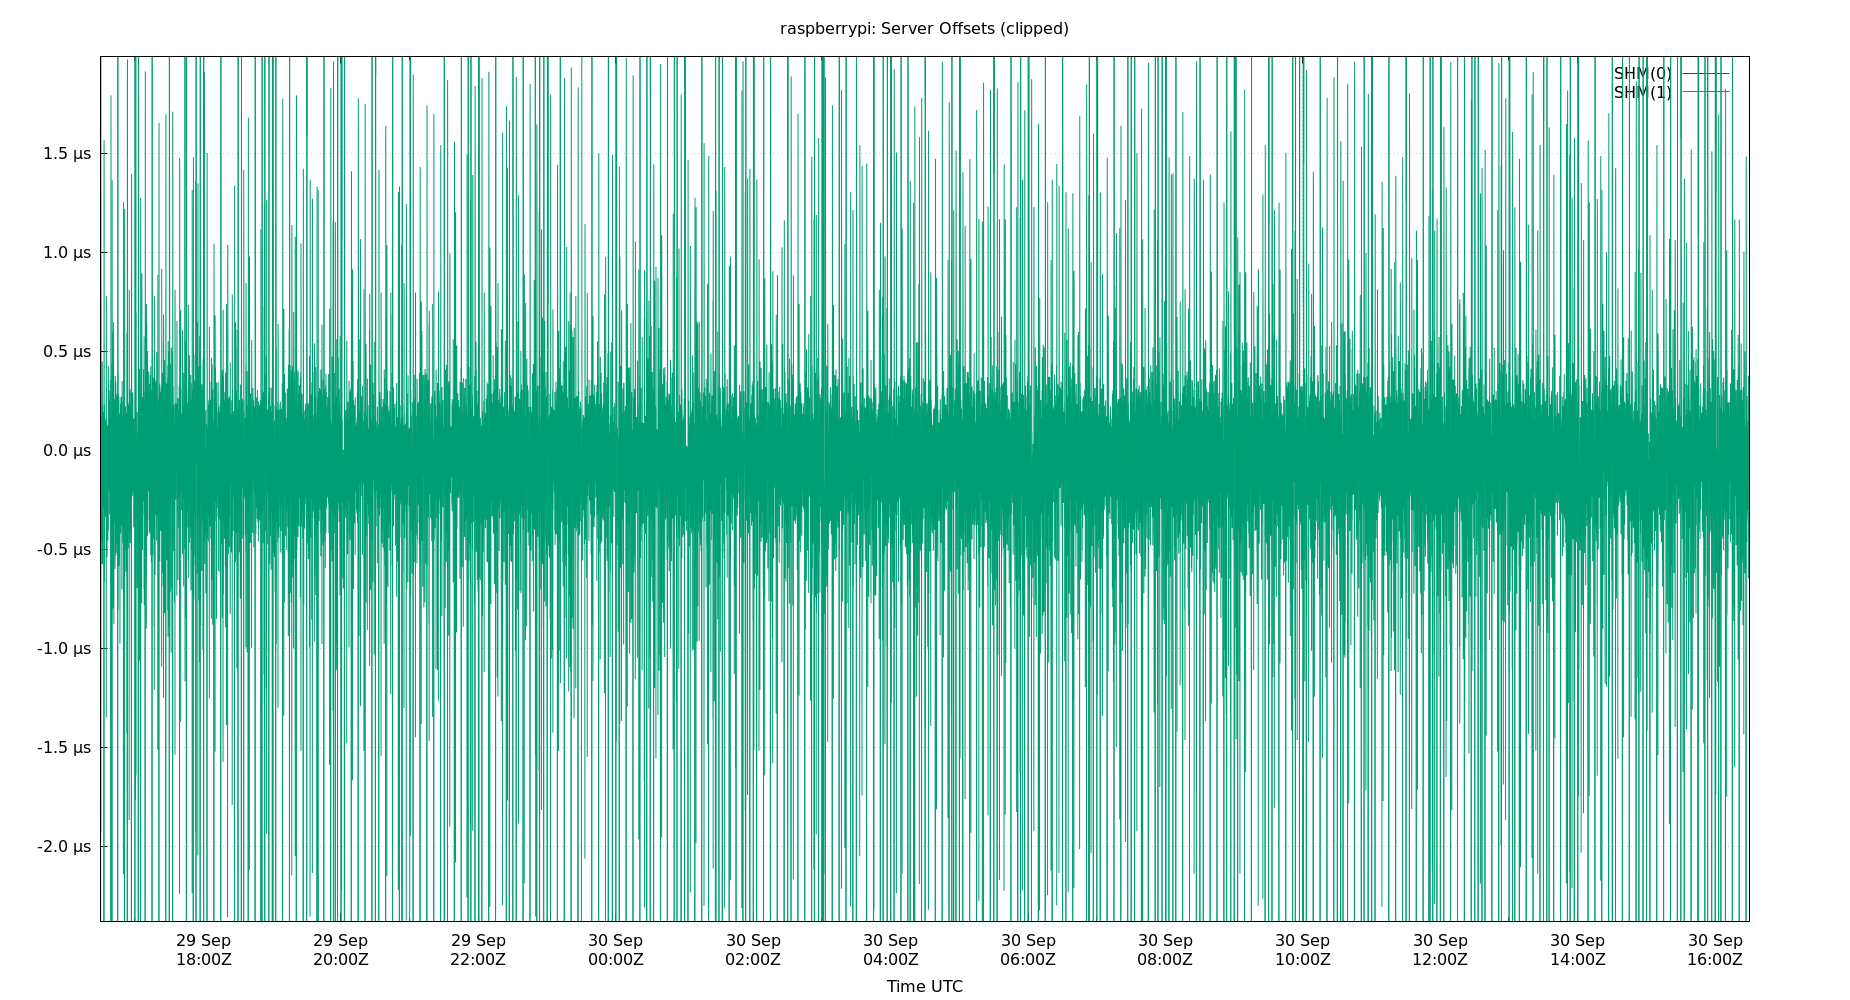 raspberrypi: Server Offsets (clipped)
SHM(0)
SHM(1)
1.5 µs
1.0 µs
0.5 µs
0.0 µs
-0.5 µs
-1.0 µs
-1.5 µs
-2.0 µs
29 Sep 29 Sep 29 Sep 30 Sep 30 Sep 30 Sep 30 Sep 30 Sep 30 Sep 30 Sep 30 Sep 30 Sep
18:00Z 20:00Z 22:00Z 00:00Z 02:00Z 04:00Z 06:00Z 08:00Z 10:00Z 12:00Z 14:00Z 16:00Z
Time UTC